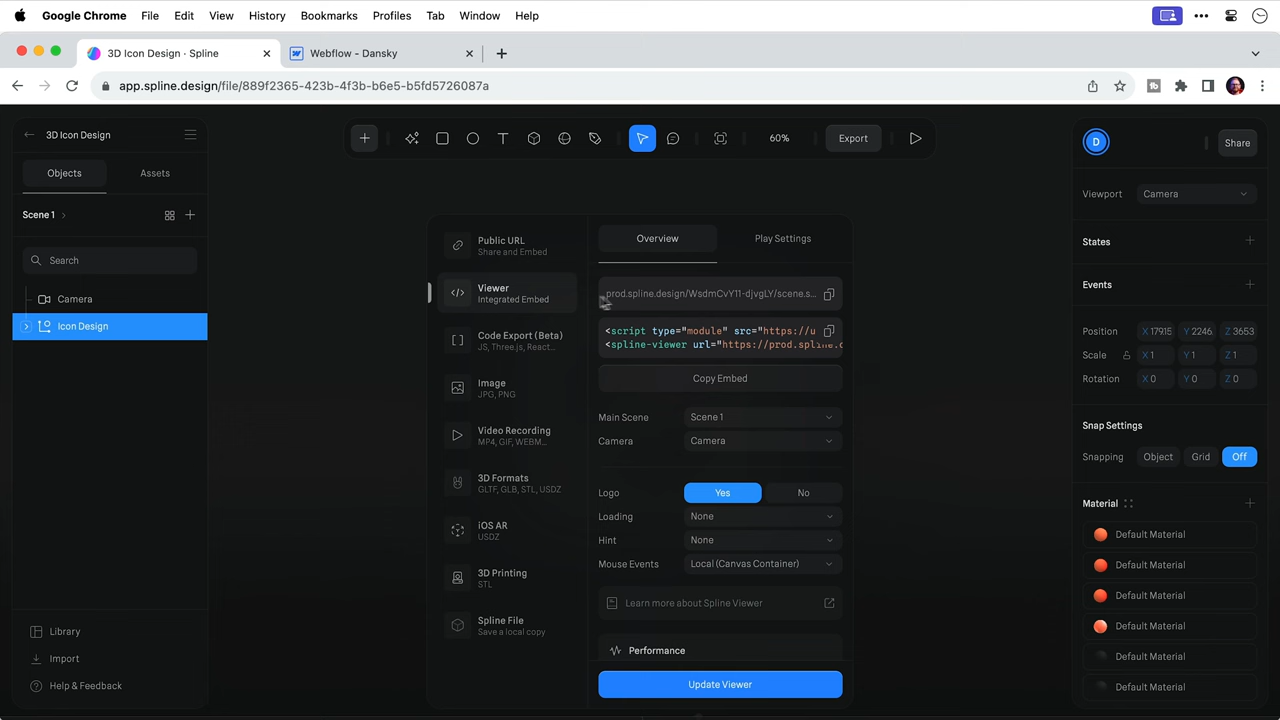 Google Chrome File Edit View History Bookmarks Profiles Tab Window Help
3D Icon Design · Spline
Webflow - Dansky
app.spline.design/file/889f2365-423b-4f3b-b6e5-b5fd5726087a
3D Icon Design
Objects Assets
Scene 1
Search
Camera
Icon Design
Library
Import
Help & Feedback
60%
Export
Public URL
Share and Embed
Viewer
Integrated Embed
Code Export (Beta)
JS, Three.js, React...
Image
JPG, PNG
Video Recording
MP4, GIF, WEBM...
3D Formats
GLTF, GLB, STL, USDZ
iOS AR
USDZ
3D Printing
STL
Spline File
Save a local copy
Overview Play Settings
prod.spline.design/WsdmCvY11-djvgLY/scene.s...
<script type="module" src="https://u
<spline-viewer url="https://prod.spline.d
Copy Embed
Main Scene Scene 1
Camera Camera
Logo Yes No
Loading None
Hint None
Mouse Events Local (Canvas Container)
Learn more about Spline Viewer
Performance
Update Viewer
D
Share
Viewport Camera
States
Events
Position X 17915 Y 2246 Z 3653
Scale X 1 Y 1 Z 1
Rotation X 0 Y 0 Z 0
Snap Settings
Snapping Object Grid Off
Material
Default Material
Default Material
Default Material
Default Material
Default Material
Default Material